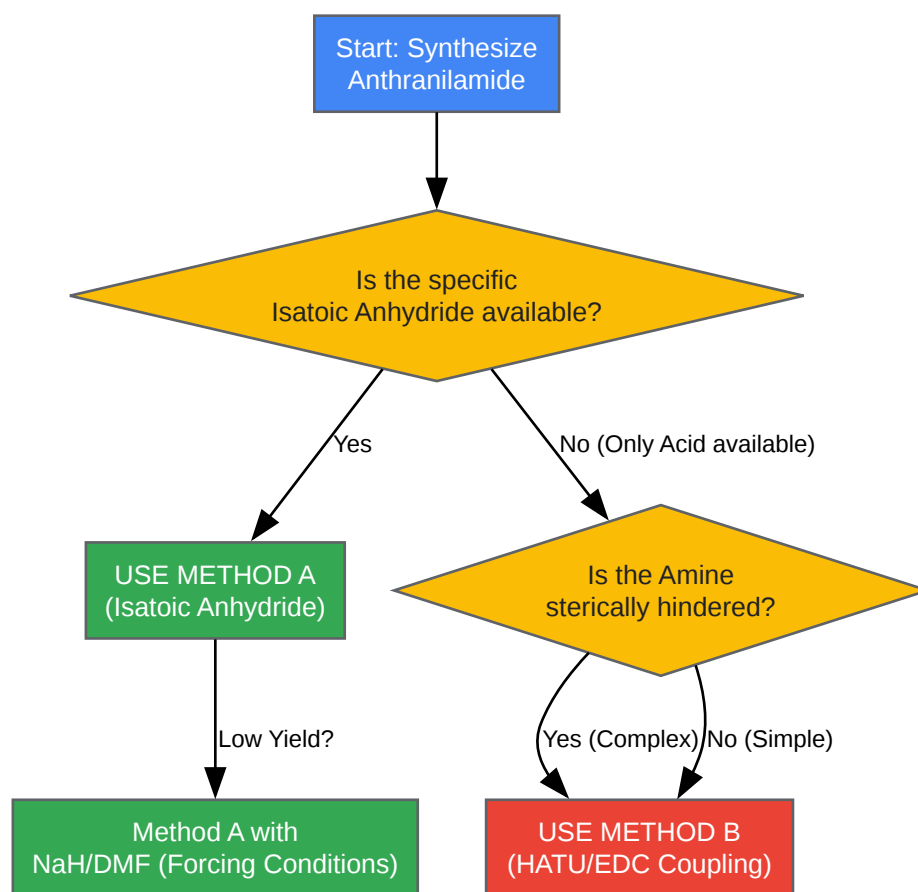 Start: Synthesize
Anthranilamide
Is the specific
Isatoic Anhydride available?
Yes
No (Only Acid available)
USE METHOD A
(Isatoic Anhydride)
Is the Amine
sterically hindered?
Low Yield?
Yes (Complex)
No (Simple)
Method A with
NaH/DMF (Forcing Conditions)
USE METHOD B
(HATU/EDC Coupling)